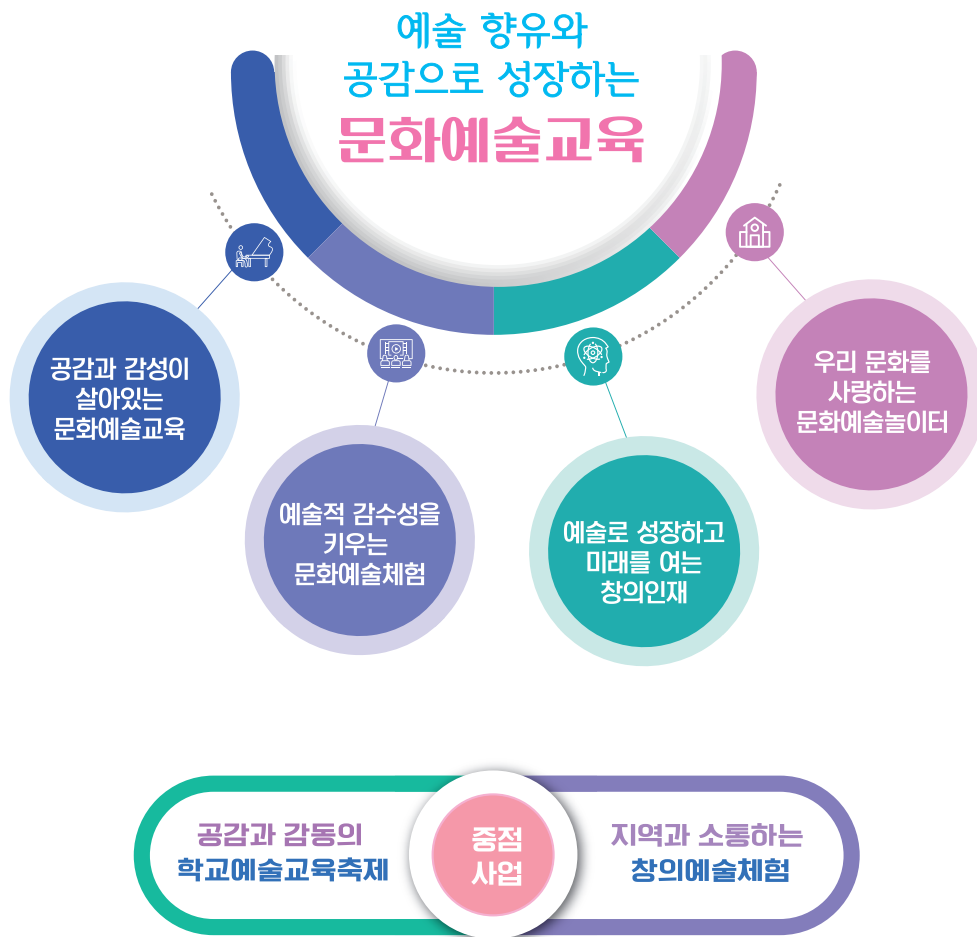 예술 향유와
공감으로 성장하는
문화예술교육
공감과 감성이
살아있는
문화예술교육
예술적 감수성을
키우는
문화예술체험
예술로 성장하고
미래를 여는
창의인재
우리 문화를
사랑하는
문화예술놀이터
공감과 감동의
학교예술교육축제
중점
사업
지역과 소통하는
창의예술체험